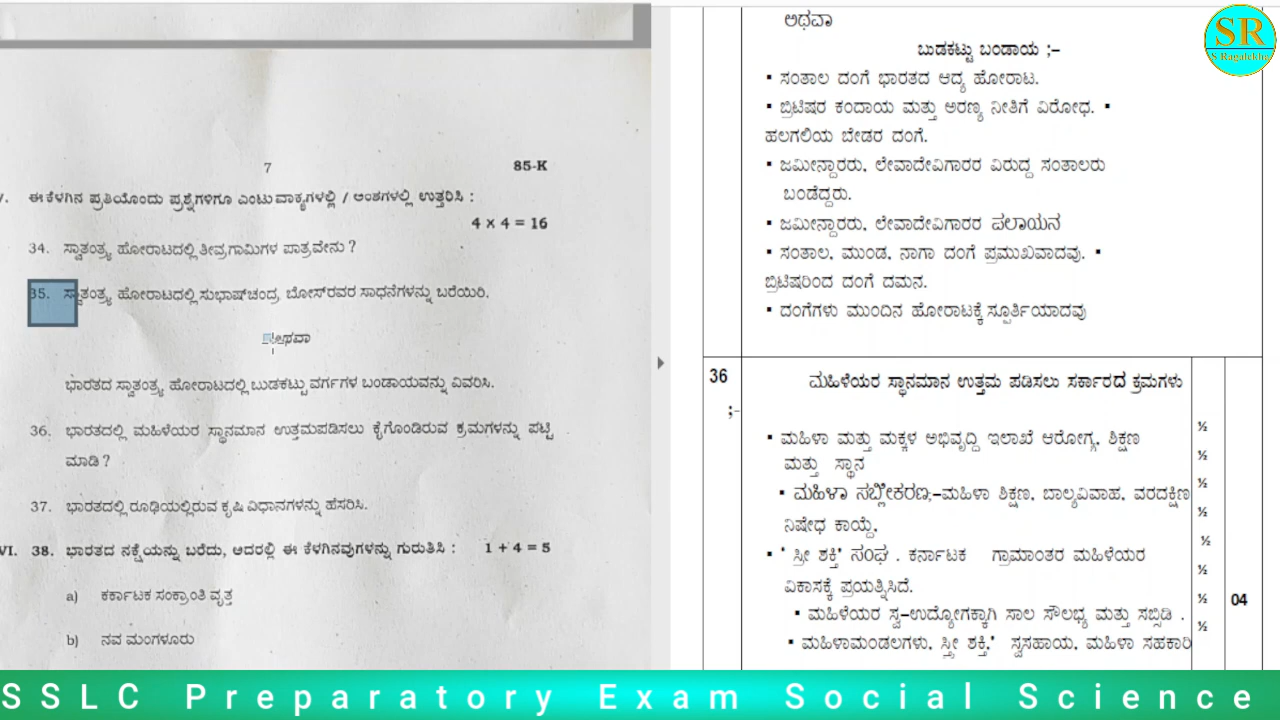 7
85-K
ಈ ಕೆಳಗಿನ ಪ್ರತಿಯೊಂದು ಪ್ರಶ್ನೆಗಳಿಗೂ ಎಂಟು ವಾಕ್ಯಗಳಲ್ಲಿ / ಅಂಶಗಳಲ್ಲಿ ಉತ್ತರಿಸಿ :
4 × 4 = 16
34. ಸ್ವಾತಂತ್ರ್ಯ ಹೋರಾಟದಲ್ಲಿ ತೀವ್ರಗಾಮಿಗಳ ಪಾತ್ರವೇನು ?
35. ಸ್ವಾತಂತ್ರ್ಯ ಹೋರಾಟದಲ್ಲಿ ಸುಭಾಷ್‌ಚಂದ್ರ ಬೋಸ್‌ರವರ ಸಾಧನೆಗಳನ್ನು ಬರೆಯಿರಿ.
ಅಥವಾ
ಭಾರತದ ಸ್ವಾತಂತ್ರ್ಯ ಹೋರಾಟದಲ್ಲಿ ಬುಡಕಟ್ಟು ವರ್ಗಗಳ ಬಂಡಾಯವನ್ನು ವಿವರಿಸಿ.
36. ಭಾರತದಲ್ಲಿ ಮಹಿಳೆಯರ ಸ್ಥಾನಮಾನ ಉತ್ತಮಪಡಿಸಲು ಕೈಗೊಂಡಿರುವ ಕ್ರಮಗಳನ್ನು ಪಟ್ಟಿ
ಮಾಡಿ ?
37. ಭಾರತದಲ್ಲಿ ರೂಢಿಯಲ್ಲಿರುವ ಕೃಷಿ ವಿಧಾನಗಳನ್ನು ಹೆಸರಿಸಿ.
VI. 38. ಭಾರತದ ನಕ್ಷೆಯನ್ನು ಬರೆದು, ಅದರಲ್ಲಿ ಈ ಕೆಳಗಿನವುಗಳನ್ನು ಗುರುತಿಸಿ : 1 + 4 = 5
a) ಕರ್ಕಾಟಕ ಸಂಕ್ರಾಂತಿ ವೃತ್ತ
b) ನವ ಮಂಗಳೂರು
ಅಥವಾ
ಬುಡಕಟ್ಟು ಬಂಡಾಯ ;–
▪ ಸಂತಾಲ ದಂಗೆ ಭಾರತದ ಆದ್ಯ ಹೋರಾಟ.
▪ ಬ್ರಿಟಿಷರ ಕಂದಾಯ ಮತ್ತು ಅರಣ್ಯ ನೀತಿಗೆ ವಿರೋಧ. ▪
ಹಲಗಲಿಯ ಬೇಡರ ದಂಗೆ.
▪ ಜಮೀನ್ದಾರರು, ಲೇವಾದೇವಿಗಾರರ ವಿರುದ್ದ ಸಂತಾಲರು
ಬಂಡೆದ್ದರು.
▪ ಜಮೀನ್ದಾರರು, ಲೇವಾದೇವಿಗಾರರ ಪಲಾಯನ
▪ ಸಂತಾಲ, ಮುಂಡ, ನಾಗಾ ದಂಗೆ ಪ್ರಮುಖವಾದವು. ▪
ಬ್ರಿಟಿಷರಿಂದ ದಂಗೆ ದಮನ.
▪ ದಂಗೆಗಳು ಮುಂದಿನ ಹೋರಾಟಕ್ಕೆ ಸ್ಪೂರ್ತಿಯಾದವು
36 ಮಹಿಳೆಯರ ಸ್ಥಾನಮಾನ ಉತ್ತಮ ಪಡಿಸಲು ಸರ್ಕಾರದ ಕ್ರಮಗಳು
;-
▪ ಮಹಿಳಾ ಮತ್ತು ಮಕ್ಕಳ ಅಭಿವೃದ್ದಿ ಇಲಾಖೆ ಆರೋಗ್ಯ, ಶಿಕ್ಷಣ ½
ಮತ್ತು ಸ್ಥಾನ ½
▪ ಮಹಿಳಾ ಸಬ್ಲೀಕರಣ;–ಮಹಿಳಾ ಶಿಕ್ಷಣ, ಬಾಲ್ಯವಿವಾಹ, ವರದಕ್ಷಿಣ ½
ನಿಷೇಧ ಕಾಯ್ದೆ, ½
▪ ' ಸ್ರೀ ಶಕ್ತಿ' ಸಂಘ . ಕರ್ನಾಟಕ ಗ್ರಾಮಾಂತರ ಮಹಿಳೆಯರ ½
ವಿಕಾಸಕ್ಕೆ ಪ್ರಯತ್ನಿಸಿದೆ. ½
▪ ಮಹಿಳೆಯರ ಸ್ವ–ಉದ್ಯೋಗಕ್ಕಾಗಿ ಸಾಲ ಸೌಲಭ್ಯ ಮತ್ತು ಸಬ್ಸಿಡಿ . ½ 04
▪ ಮಹಿಳಾಮಂಡಲಗಳು, ಸ್ತ್ರೀ ಶಕ್ತಿ,' ಸ್ವಸಹಾಯ, ಮಹಿಳಾ ಸಹಕಾರಿ ½
SR
S Ragalekhe
SSLC Preparatory Exam Social Science